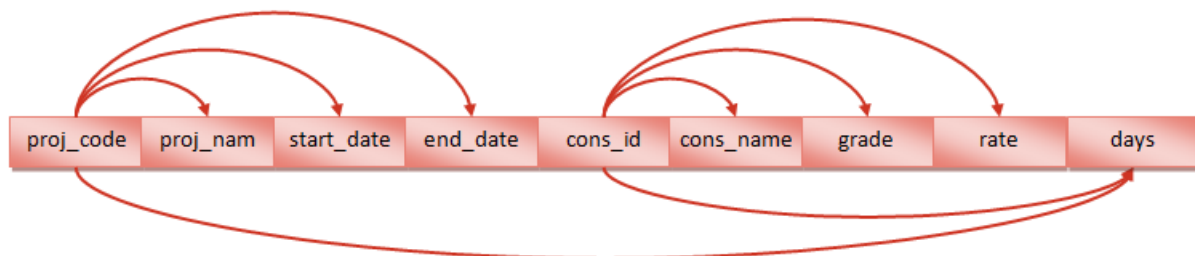 proj_code proj_nam start_date end_date cons_id cons_name grade rate days